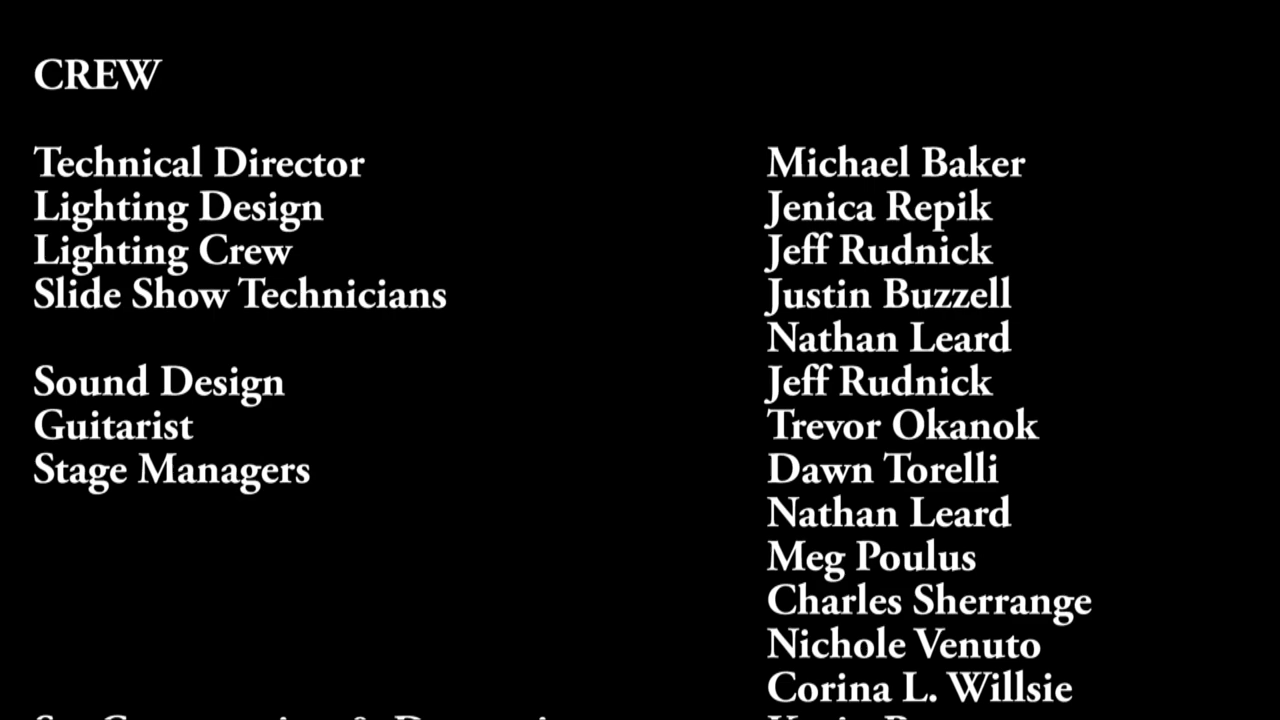 CREW
Technical Director Michael Baker
Lighting Design Jenica Repik
Lighting Crew Jeff Rudnick
Slide Show Technicians Justin Buzzell
Nathan Leard
Sound Design Jeff Rudnick
Guitarist Trevor Okanok
Stage Managers Dawn Torelli
Nathan Leard
Meg Poulus
Charles Sherrange
Nichole Venuto
Corina L. Willsie